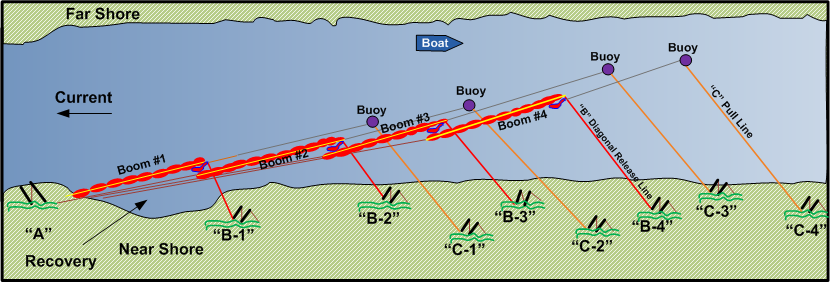 Far Shore
Boat
Buoy
Buoy
Buoy
Buoy
Current
Boom #1
Boom #2
Boom #3
Boom #4
"B" Diagonal Release Line
"C" Pull Line
"A"
"B-1"
"B-2"
"C-1"
"B-3"
"C-2"
"B-4"
"C-3"
"C-4"
Near Shore
Recovery